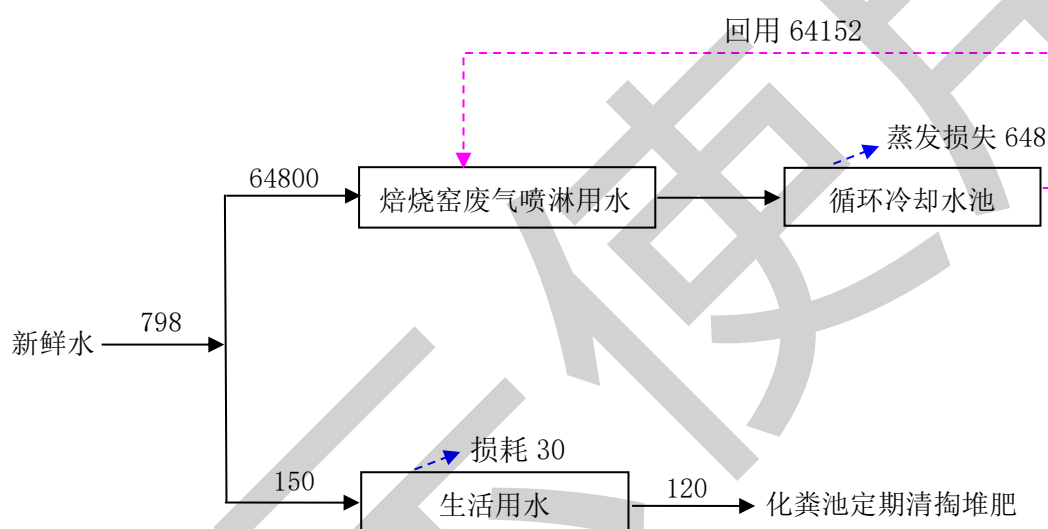 回用 64152
蒸发损失 648
64800
焙烧窑废气喷淋用水
循环冷却水池
798
新鲜水
损耗 30
150
生活用水
120
化粪池定期清掏堆肥